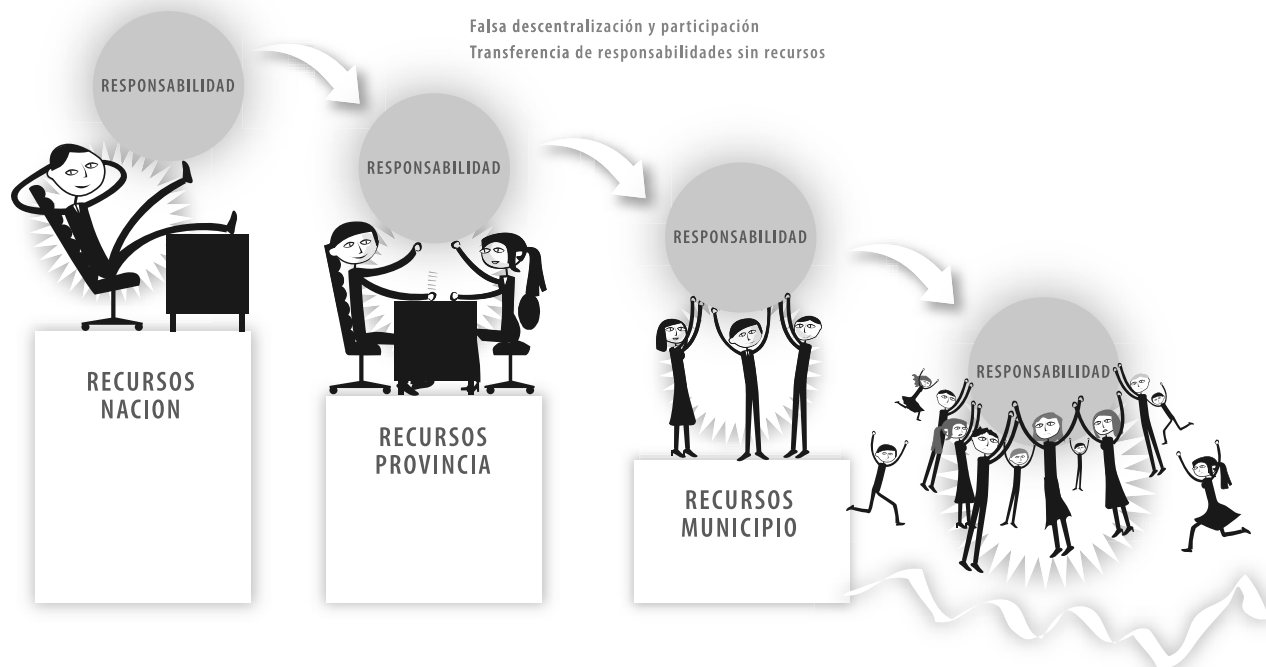 Falsa descentralización y participación
Transferencia de responsabilidades sin recursos
RESPONSABILIDAD
RESPONSABILIDAD
RESPONSABILIDAD
RESPONSABILIDAD
RECURSOS
NACION
RECURSOS
PROVINCIA
RECURSOS
MUNICIPIO